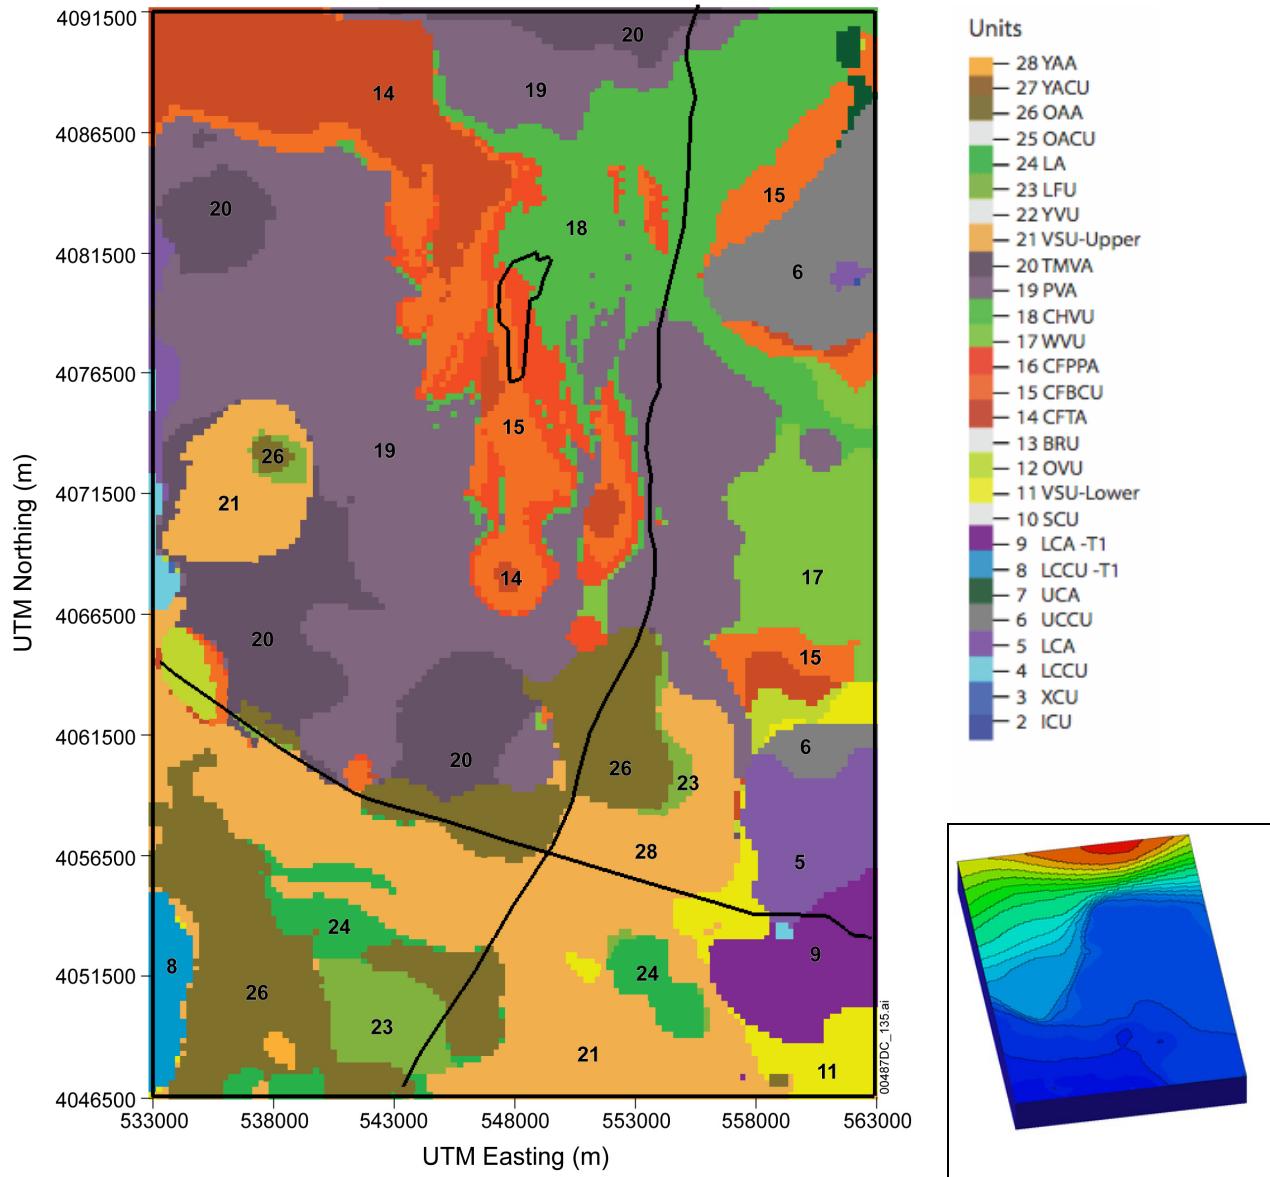 4091500
4086500
4081500
4076500
4071500
4066500
4061500
4056500
4051500
4046500
UTM Northing (m)
533000 538000 543000 548000 553000 558000 563000
UTM Easting (m)
20
14
19
20
15
18
6
19
15
26
21
14
17
20
15
6
20
26
23
28
5
24
9
8
24
26
23
21
11
00487DC_135.ai
Units
28 YAA
27 YACU
26 OAA
25 OACU
24 LA
23 LFU
22 YVU
21 VSU-Upper
20 TMVA
19 PVA
18 CHVU
17 WVU
16 CFPPA
15 CFBCU
14 CFTA
13 BRU
12 OVU
11 VSU-Lower
10 SCU
9 LCA -T1
8 LCCU -T1
7 UCA
6 UCCU
5 LCA
4 LCCU
3 XCU
2 ICU